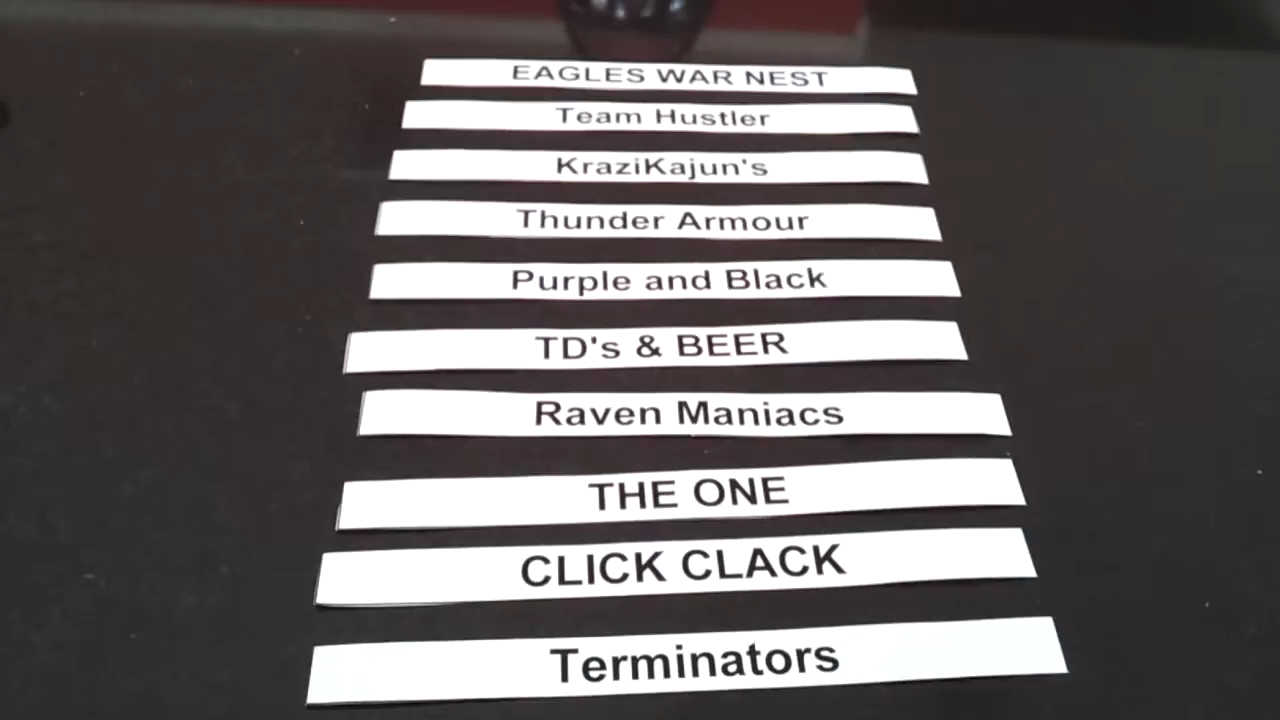 EAGLES WAR NEST
Team Hustler
KraziKajun's
Thunder Armour
Purple and Black
TD's & BEER
Raven Maniacs
THE ONE
CLICK CLACK
Terminators